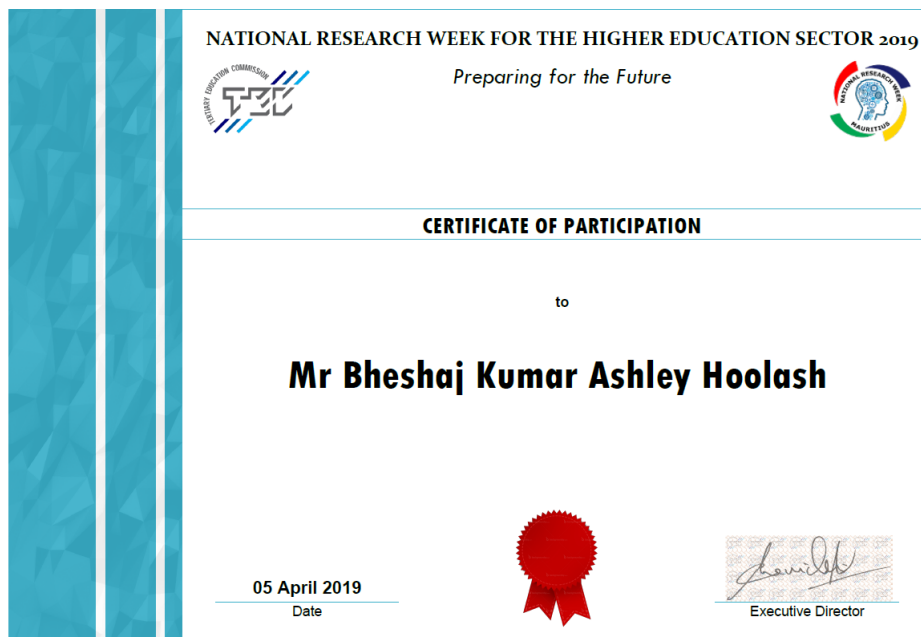 NATIONAL RESEARCH WEEK FOR THE HIGHER EDUCATION SECTOR 2019
Preparing for the Future
TERTIARY EDUCATION COMMISSION
TEC
NATIONAL RESEARCH WEEK
MAURITIUS
CERTIFICATE OF PARTICIPATION
to
Mr Bheshaj Kumar Ashley Hoolash
05 April 2019
Date
Executive Director